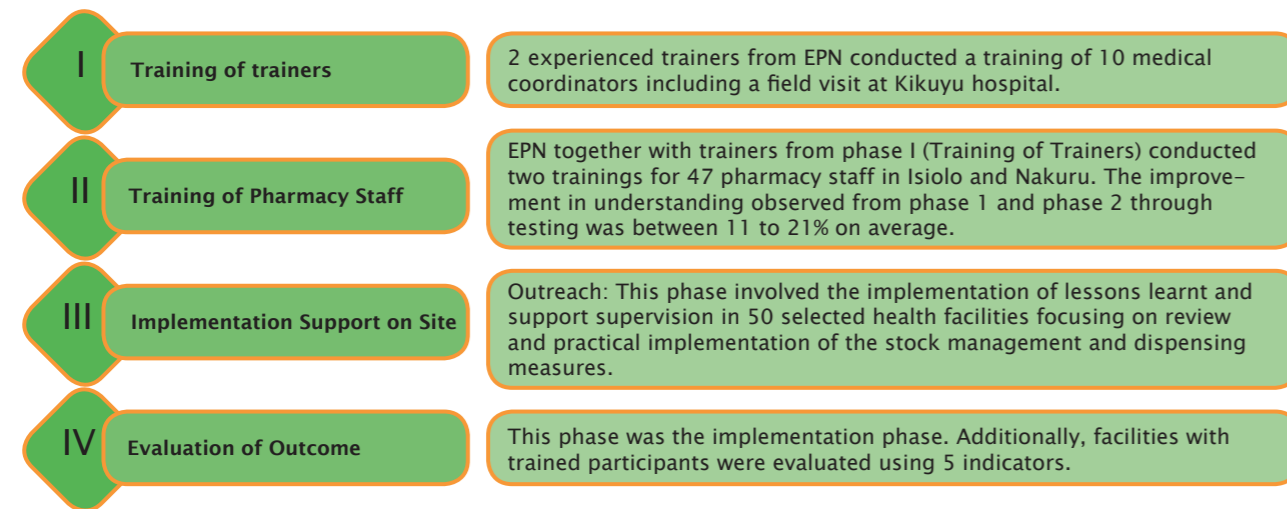 I
Training of trainers
2 experienced trainers from EPN conducted a training of 10 medical
coordinators including a field visit at Kikuyu hospital.
II
Training of Pharmacy Staff
EPN together with trainers from phase I (Training of Trainers) conducted
two trainings for 47 pharmacy staff in Isiolo and Nakuru. The improve-
ment in understanding observed from phase 1 and phase 2 through
testing was between 11 to 21% on average.
III
Implementation Support on Site
Outreach: This phase involved the implementation of lessons learnt and
support supervision in 50 selected health facilities focusing on review
and practical implementation of the stock management and dispensing
measures.
IV
Evaluation of Outcome
This phase was the implementation phase. Additionally, facilities with
trained participants were evaluated using 5 indicators.